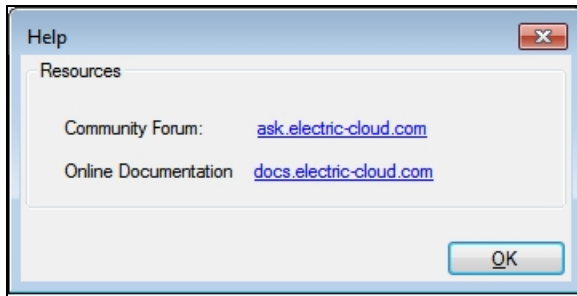 Help
Resources
Community Forum: ask.electric-cloud.com
Online Documentation docs.electric-cloud.com
OK